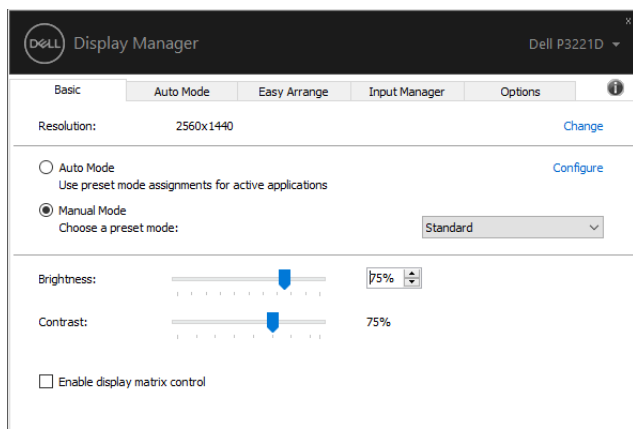 DELL Display Manager Dell P3221D
x
Basic Auto Mode Easy Arrange Input Manager Options
Resolution: 2560x1440 Change
Auto Mode Configure
Use preset mode assignments for active applications
Manual Mode
Choose a preset mode: Standard
Brightness: 75%
Contrast: 75%
Enable display matrix control